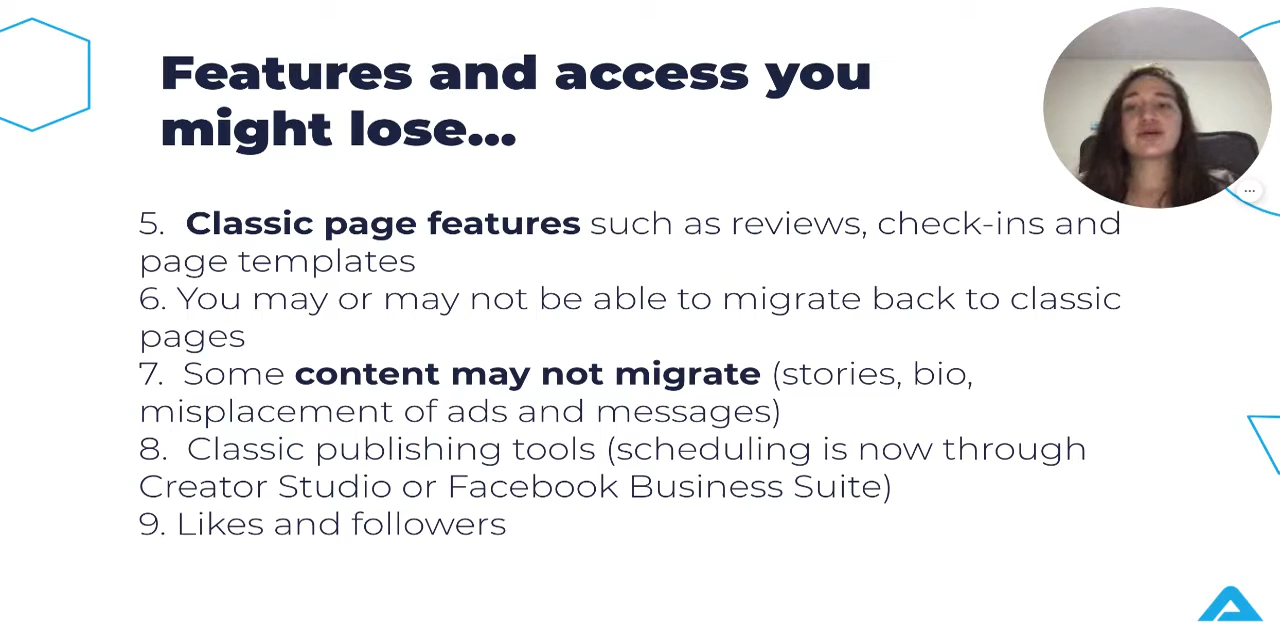 Features and access you
might lose...
5. Classic page features such as reviews, check-ins and
page templates
6. You may or may not be able to migrate back to classic
pages
7. Some content may not migrate (stories, bio,
misplacement of ads and messages)
8. Classic publishing tools (scheduling is now through
Creator Studio or Facebook Business Suite)
9. Likes and followers